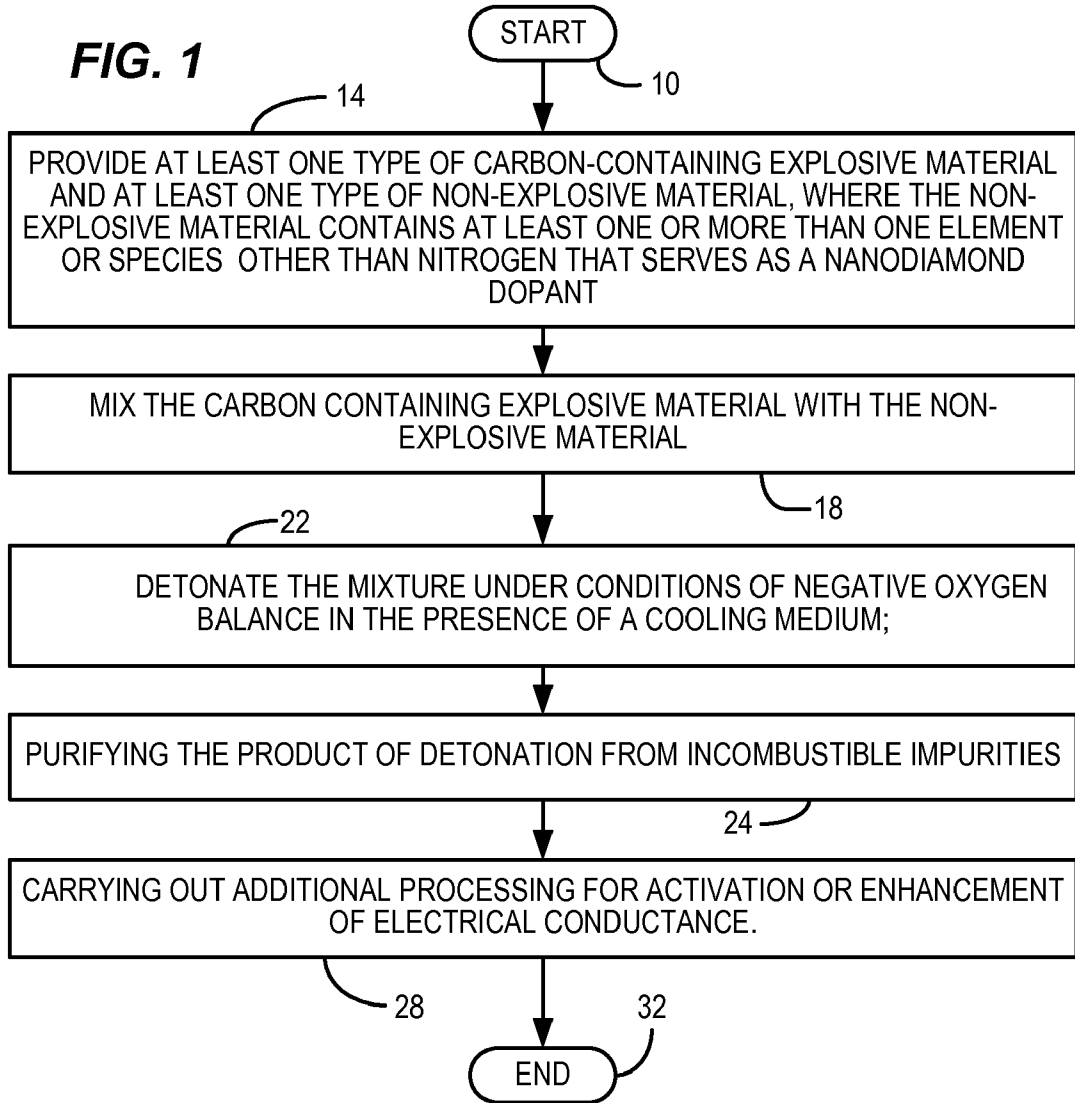 FIG. 1
START
10
14
PROVIDE AT LEAST ONE TYPE OF CARBON-CONTAINING EXPLOSIVE MATERIAL
AND AT LEAST ONE TYPE OF NON-EXPLOSIVE MATERIAL, WHERE THE NON-
EXPLOSIVE MATERIAL CONTAINS AT LEAST ONE OR MORE THAN ONE ELEMENT
OR SPECIES OTHER THAN NITROGEN THAT SERVES AS A NANODIAMOND
DOPANT
MIX THE CARBON CONTAINING EXPLOSIVE MATERIAL WITH THE NON-
EXPLOSIVE MATERIAL
18
22
DETONATE THE MIXTURE UNDER CONDITIONS OF NEGATIVE OXYGEN
BALANCE IN THE PRESENCE OF A COOLING MEDIUM;
PURIFYING THE PRODUCT OF DETONATION FROM INCOMBUSTIBLE IMPURITIES
24
CARRYING OUT ADDITIONAL PROCESSING FOR ACTIVATION OR ENHANCEMENT
OF ELECTRICAL CONDUCTANCE.
28
32
END